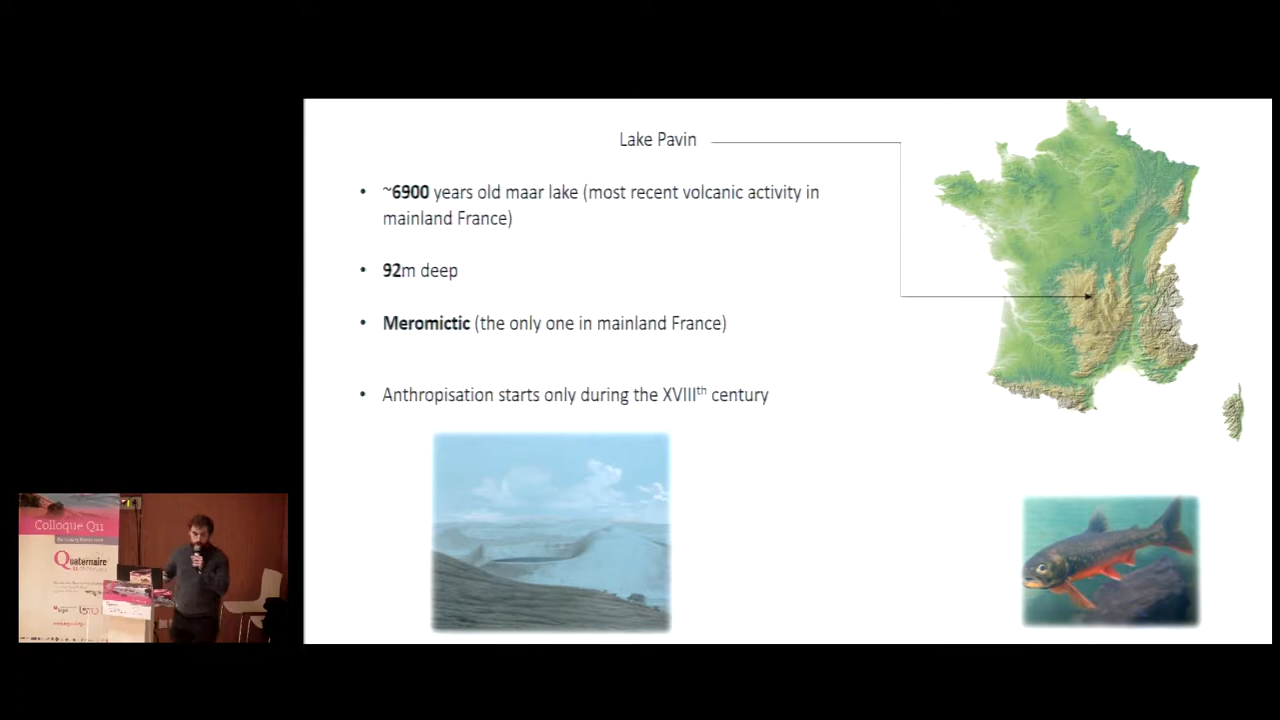 Lake Pavin
• ~6900 years old maar lake (most recent volcanic activity in
mainland France)
• 92m deep
• Meromictic (the only one in mainland France)
• Anthropisation starts only during the XVIIIth century
Colloque Q11
Quaternaire